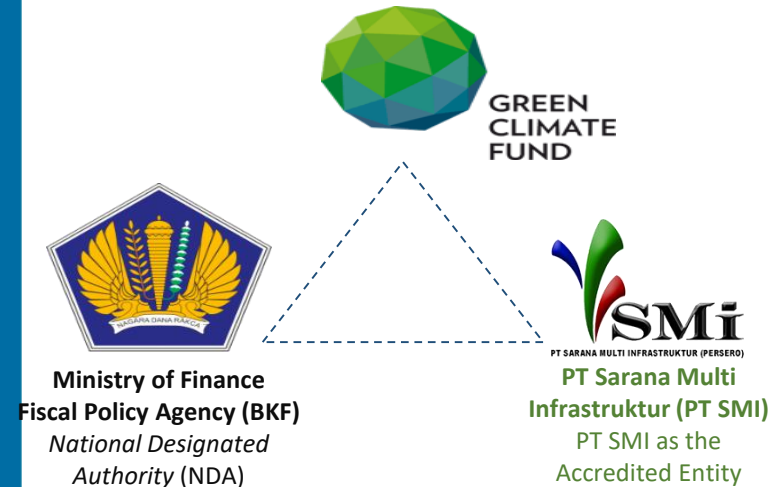 GREEN
CLIMATE
FUND
NAGARA DANA RAKCA
SMi
PT SARANA MULTI INFRASTRUKTUR (PERSERO)
Ministry of Finance
Fiscal Policy Agency (BKF)
National Designated
Authority (NDA)
PT Sarana Multi
Infrastruktur (PT SMI)
PT SMI as the
Accredited Entity